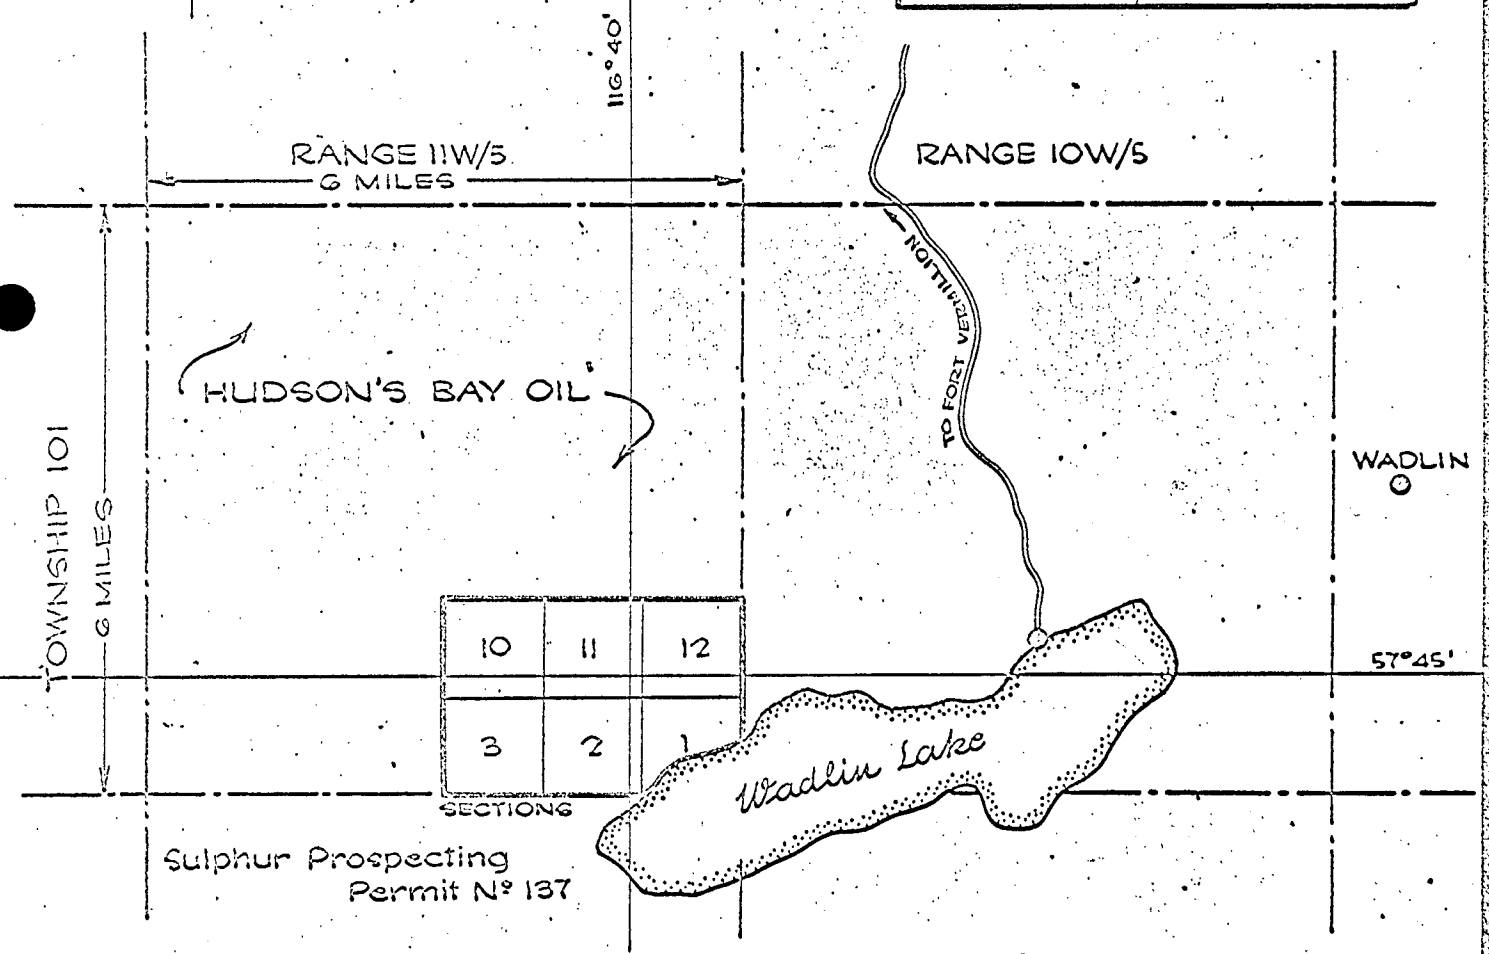 116°40'
RANGE 11W/5
6 MILES
RANGE 10W/5
TO FORT VERMILLION
HUDSON'S BAY OIL
TOWNSHIP 101
6 MILES
WADLIN
10 11 12
57°45'
3 2 1
Wadlin Lake
SECTIONS
Sulphur Prospecting
Permit Nº 137